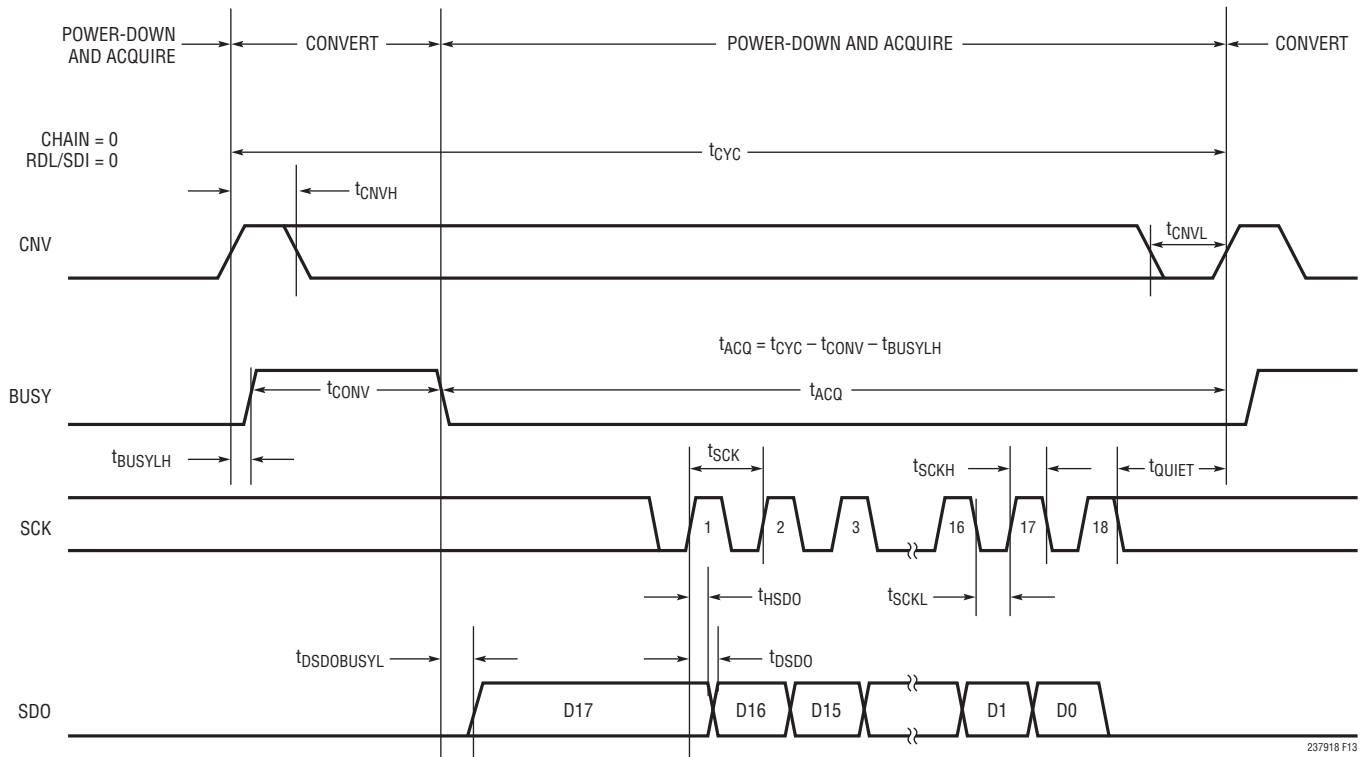 POWER-DOWN
AND ACQUIRE
CONVERT
POWER-DOWN AND ACQUIRE
CONVERT
CHAIN = 0
RDL/SDI = 0
tCYC
tCNVH
CNV
tCNVL
tACQ = tCYC – tCONV – tBUSYLH
BUSY
tCONV
tACQ
tBUSYLH
tSCK
tSCKH
tQUIET
SCK
1
2
3
16
17
18
tHSDO
tSCKL
tDSDOBUSYL
tDSDO
SDO
D17
D16
D15
D1
D0
237918 F13